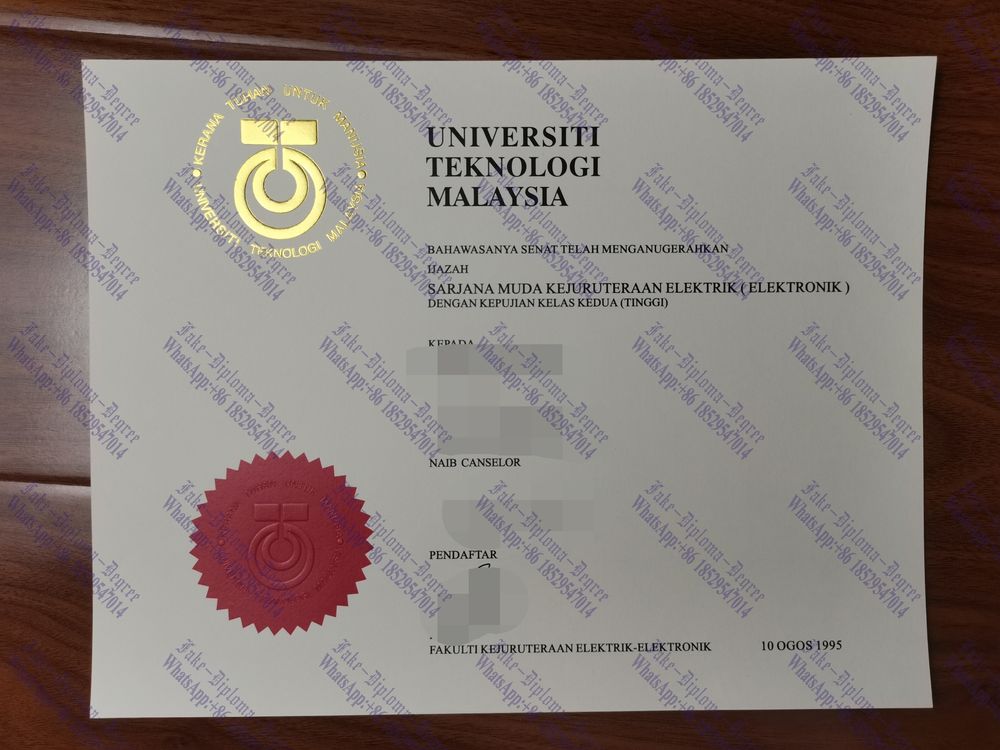 KERANA TUHAN UNTUK MANUSIA
UNIVERSITI TEKNOLOGI MALAYSIA
UNIVERSITI
TEKNOLOGI
MALAYSIA
BAHAWASANYA SENAT TELAH MENGANUGERAHKAN
IJAZAH
SARJANA MUDA KEJURUTERAAN ELEKTRIK ( ELEKTRONIK )
DENGAN KEPUJIAN KELAS KEDUA (TINGGI)
KEPADA
NAIB CANSELOR
PENDAFTAR
FAKULTI KEJURUTERAAN ELEKTRIK-ELEKTRONIK 10 OGOS 1995
Fake-Diploma-Degree
WhatsApp:+86 18529547014